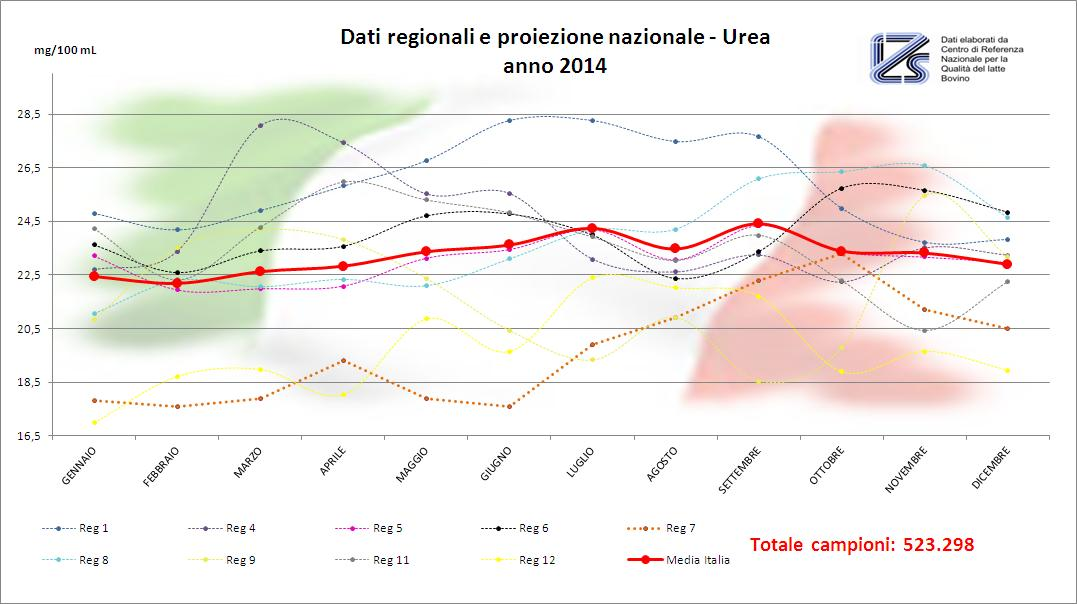 Dati regionali e proiezione nazionale - Urea
anno 2014
mg/100 mL
IZS
Dati elaborati da
Centro di Referenza
Nazionale per la
Qualità del latte
Bovino
28,5
26,5
24,5
22,5
20,5
18,5
16,5
GENNAIO
FEBBRAIO
MARZO
APRILE
MAGGIO
GIUGNO
LUGLIO
AGOSTO
SETTEMBRE
OTTOBRE
NOVEMBRE
DICEMBRE
Reg 1 Reg 4 Reg 5 Reg 6 Reg 7
Reg 8 Reg 9 Reg 11 Reg 12 Media Italia
Totale campioni: 523.298